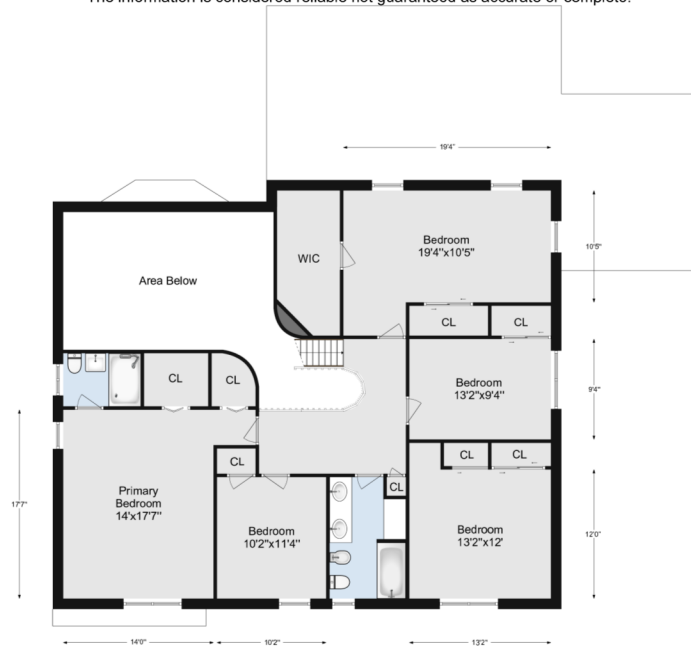 The information is considered reliable not guaranteed as accurate or complete.
19'4"
Bedroom
19'4"x10'5"
10'5"
WIC
Area Below
CL
CL
CL
CL
Bedroom
13'2"x9'4"
9'4"
CL
CL
CL
CL
Primary
Bedroom
14'x17'7"
17'7"
Bedroom
10'2"x11'4"
Bedroom
13'2"x12'
12'0"
14'0"
10'2"
13'2"